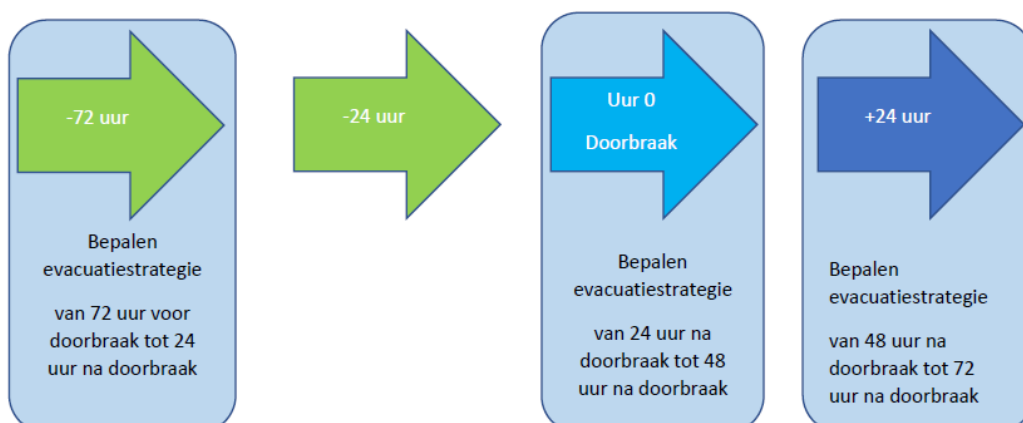 -72 uur
Bepalen
evacuatiestrategie
van 72 uur voor
doorbraak tot 24
uur na doorbraak
-24 uur
Uur 0
Doorbraak
Bepalen
evacuatiestrategie
van 24 uur na
doorbraak tot 48
uur na doorbraak
+24 uur
Bepalen
evacuatiestrategie
van 48 uur na
doorbraak tot 72
uur na doorbraak